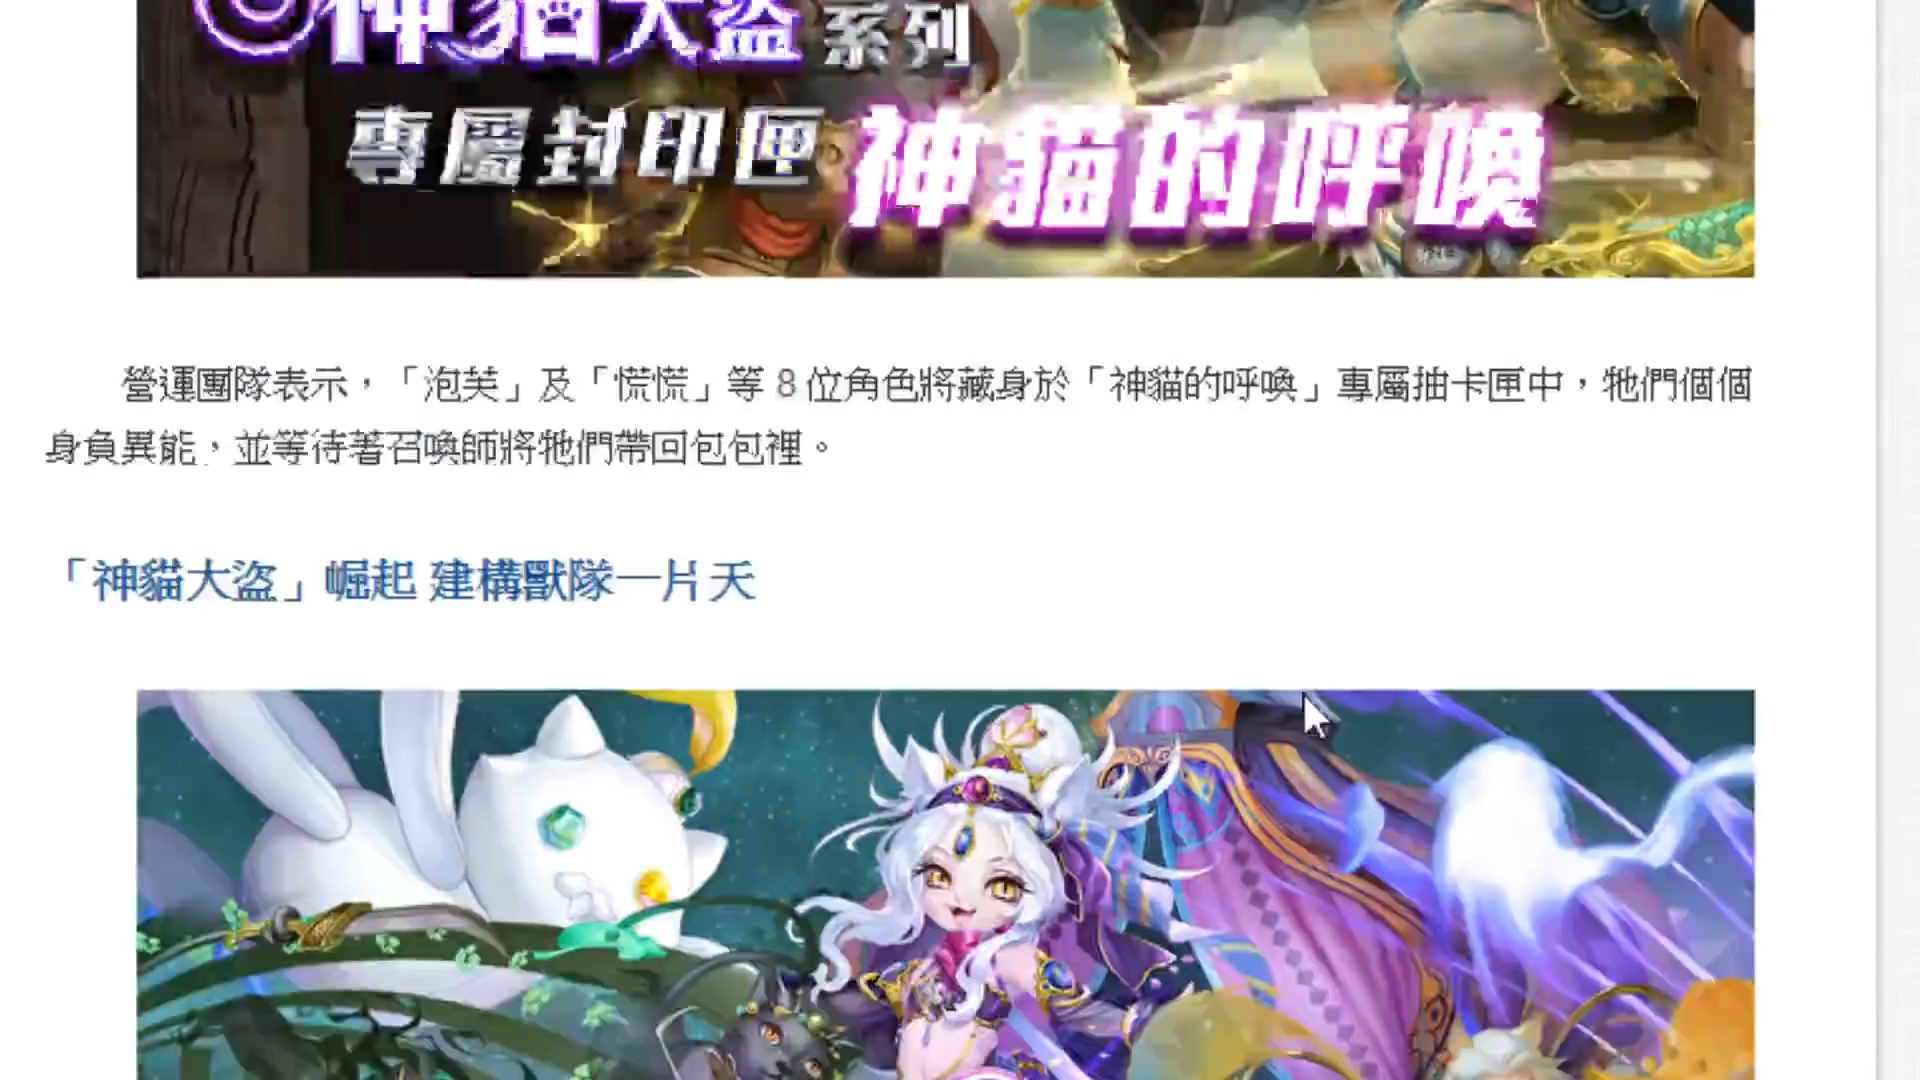 神貓大盜 系列
專屬封印匣 神貓的呼喚
營運團隊表示，「泡芙」及「慌慌」等 8 位角色將藏身於「神貓的呼喚」專屬抽卡匣中，牠們個個
身負異能，並等待著召喚師將牠們帶回包包裡。
「神貓大盜」崛起 建構獸隊一片天